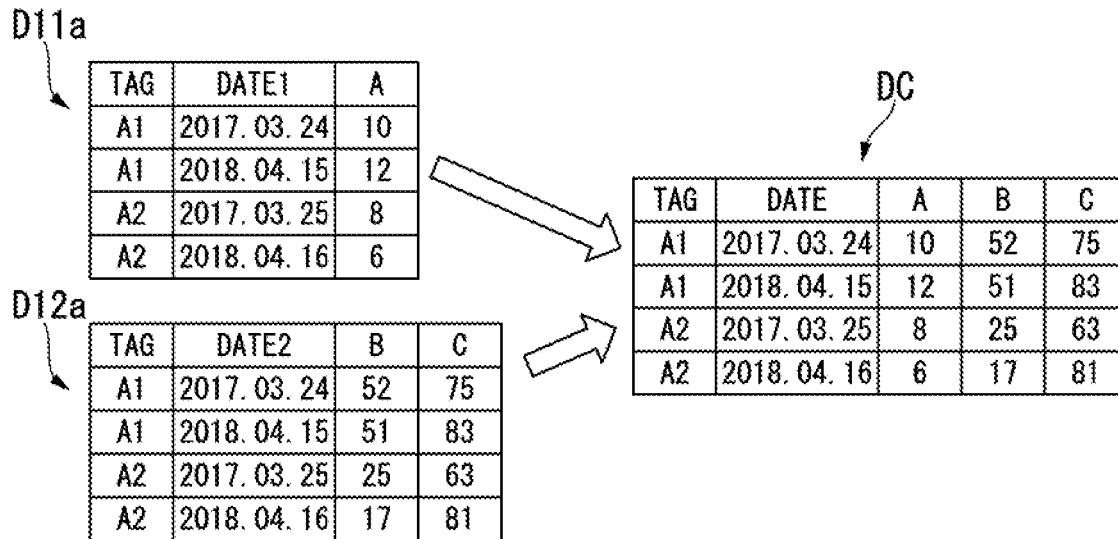 D11a
TAG DATE1 A
A1 2017.03.24 10
A1 2018.04.15 12
A2 2017.03.25 8
A2 2018.04.16 6
D12a
TAG DATE2 B C
A1 2017.03.24 52 75
A1 2018.04.15 51 83
A2 2017.03.25 25 63
A2 2018.04.16 17 81
DC
TAG DATE A B C
A1 2017.03.24 10 52 75
A1 2018.04.15 12 51 83
A2 2017.03.25 8 25 63
A2 2018.04.16 6 17 81